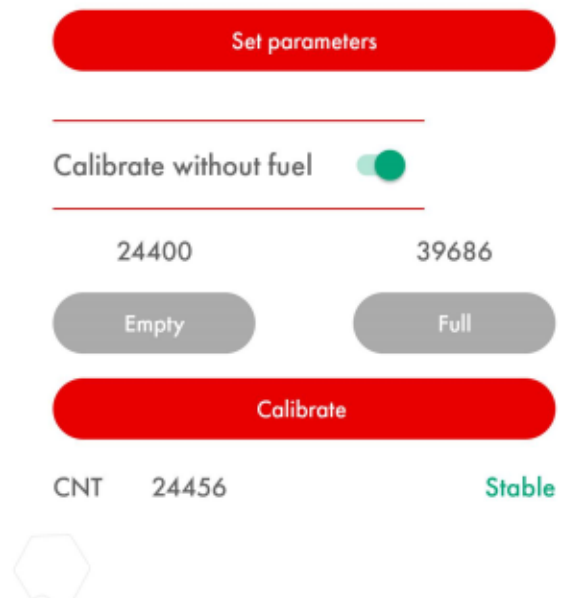 Set parameters
Calibrate without fuel
24400 39686
Empty Full
Calibrate
CNT 24456 Stable